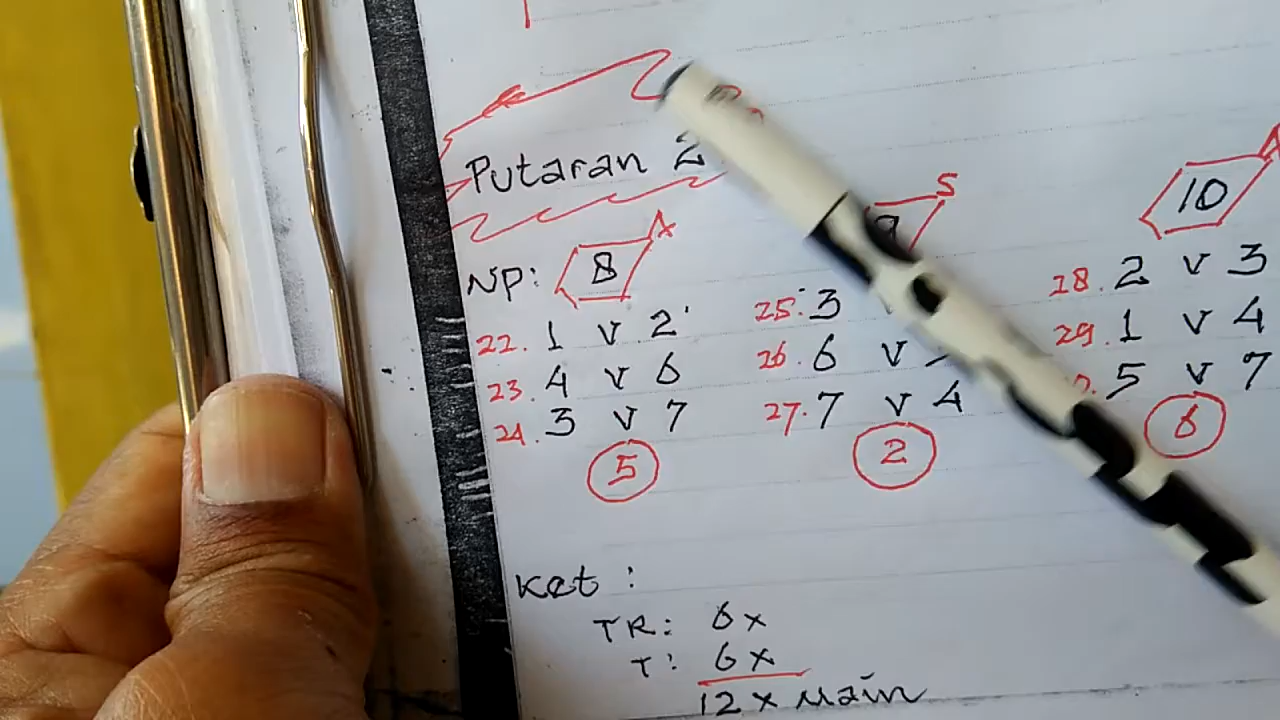 Putaran 2
NP: 8 A
22. 1 v 2
23. 4 v 6
24. 3 v 7
5
9 S
25. 3
26. 6 v
27. 7 v 4
2
10
28. 2 v 3
29. 1 v 4
5 v 7
6
Ket :
TR: 6x
T: 6x
12x Main